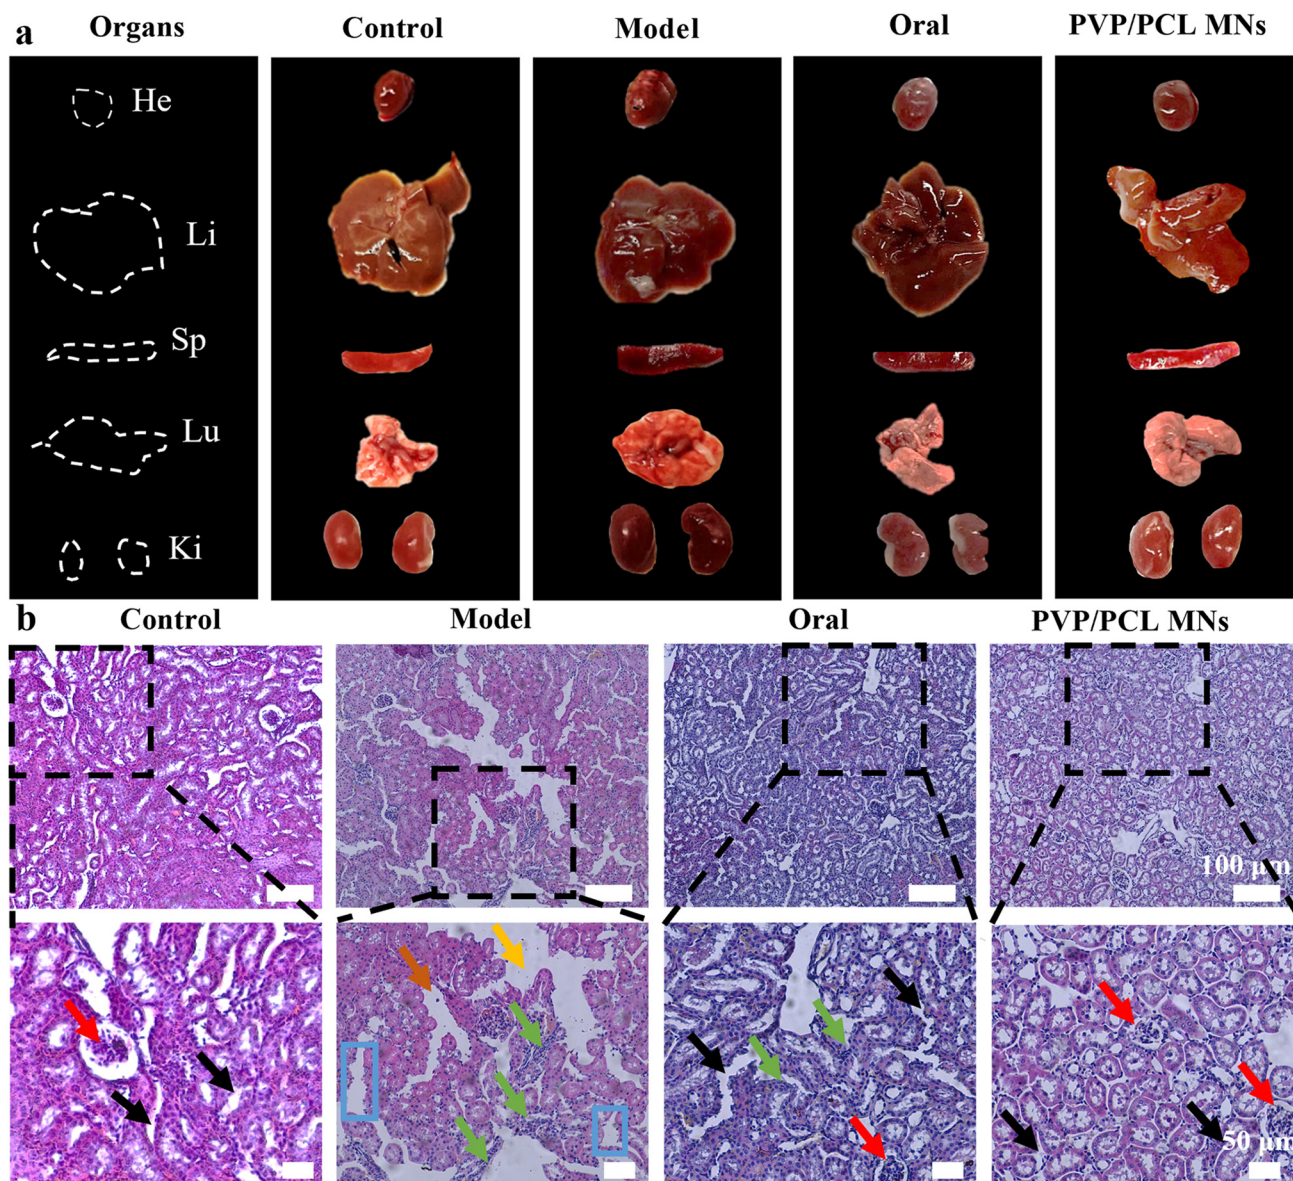 a
Organs Control Model Oral PVP/PCL MNs
He
Li
Sp
Lu
Ki
b
Control Model Oral PVP/PCL MNs
100 μm
50 μm